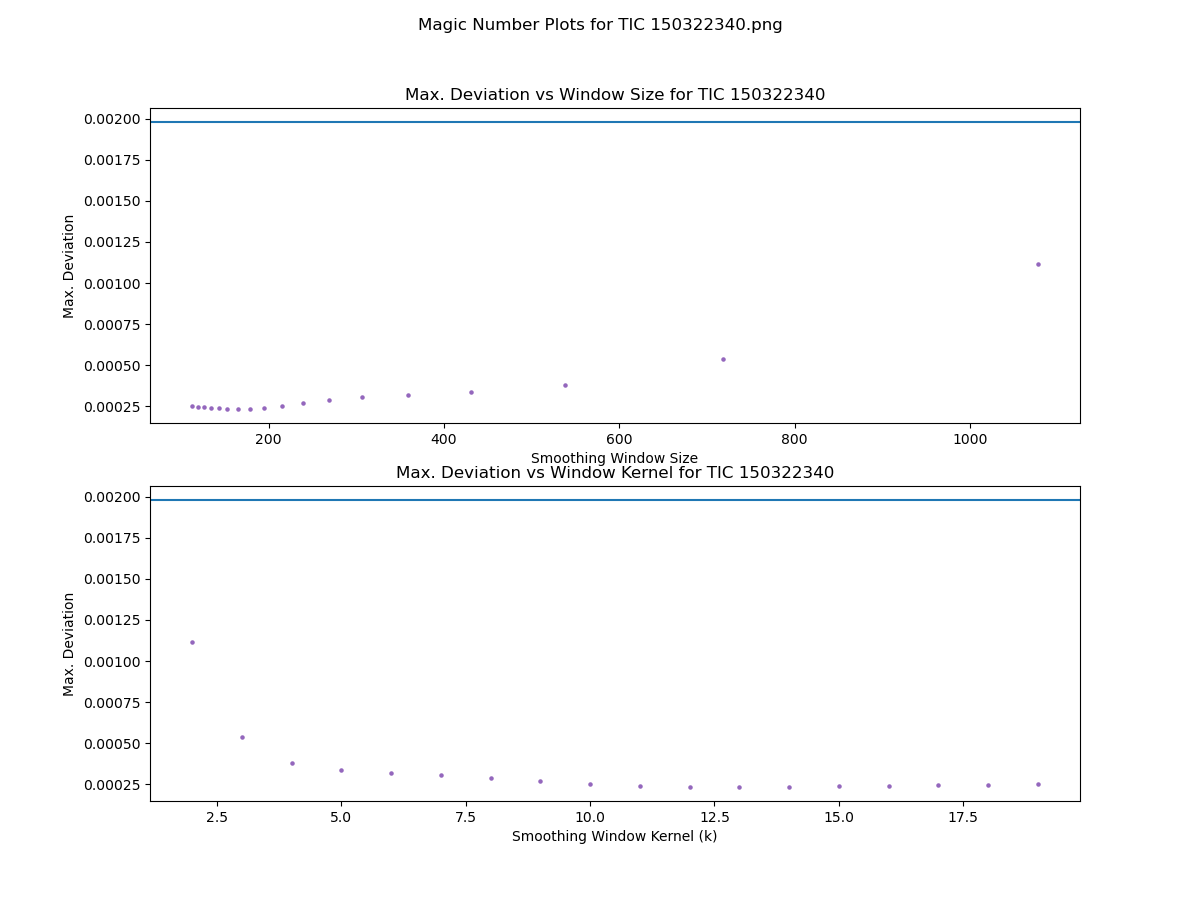 Magic Number Plots for TIC 150322340.png
Max. Deviation vs Window Size for TIC 150322340
0.00200
0.00175
0.00150
0.00125
0.00100
0.00075
0.00050
0.00025
Max. Deviation
200 400 600 800 1000
Smoothing Window Size
Max. Deviation vs Window Kernel for TIC 150322340
0.00200
0.00175
0.00150
0.00125
0.00100
0.00075
0.00050
0.00025
Max. Deviation
2.5 5.0 7.5 10.0 12.5 15.0 17.5
Smoothing Window Kernel (k)